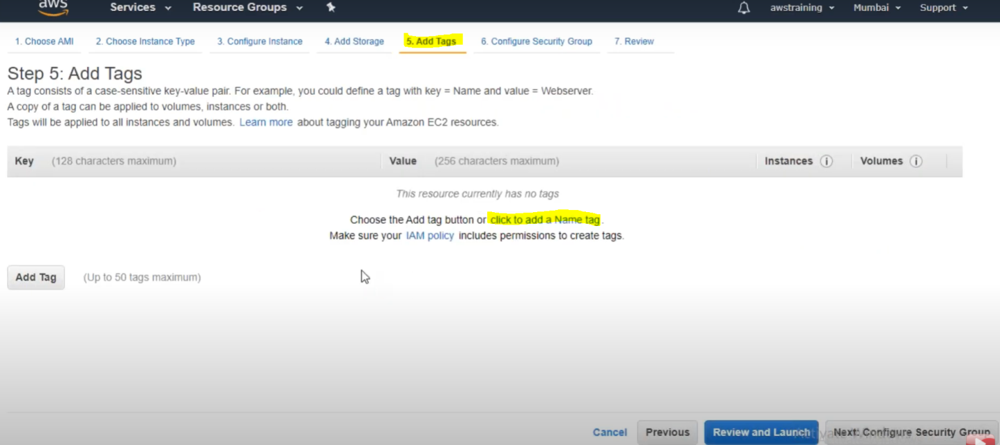 aws Services Resource Groups awstraining Mumbai Support
1. Choose AMI 2. Choose Instance Type 3. Configure Instance 4. Add Storage 5. Add Tags 6. Configure Security Group 7. Review
Step 5: Add Tags
A tag consists of a case-sensitive key-value pair. For example, you could define a tag with key = Name and value = Webserver.
A copy of a tag can be applied to volumes, instances or both.
Tags will be applied to all instances and volumes. Learn more about tagging your Amazon EC2 resources.
Key (128 characters maximum) Value (256 characters maximum) Instances i Volumes i
This resource currently has no tags
Choose the Add tag button or click to add a Name tag.
Make sure your IAM policy includes permissions to create tags.
Add Tag (Up to 50 tags maximum)
Cancel Previous Review and Launch Next: Configure Security Group